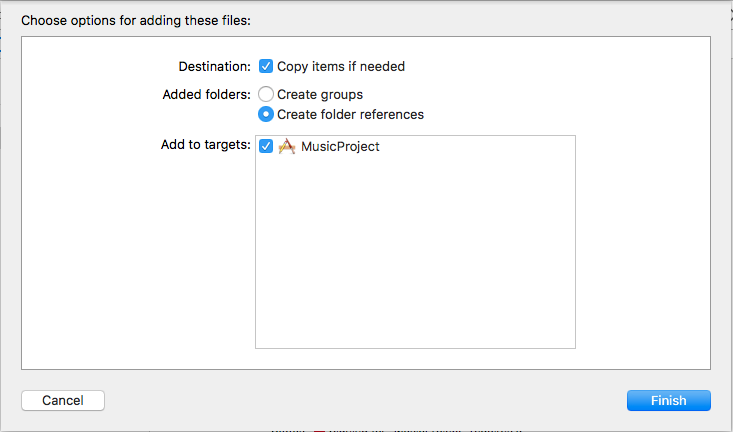 Choose options for adding these files:
Destination: Copy items if needed
Added folders: Create groups
Create folder references
Add to targets: MusicProject
Cancel Finish